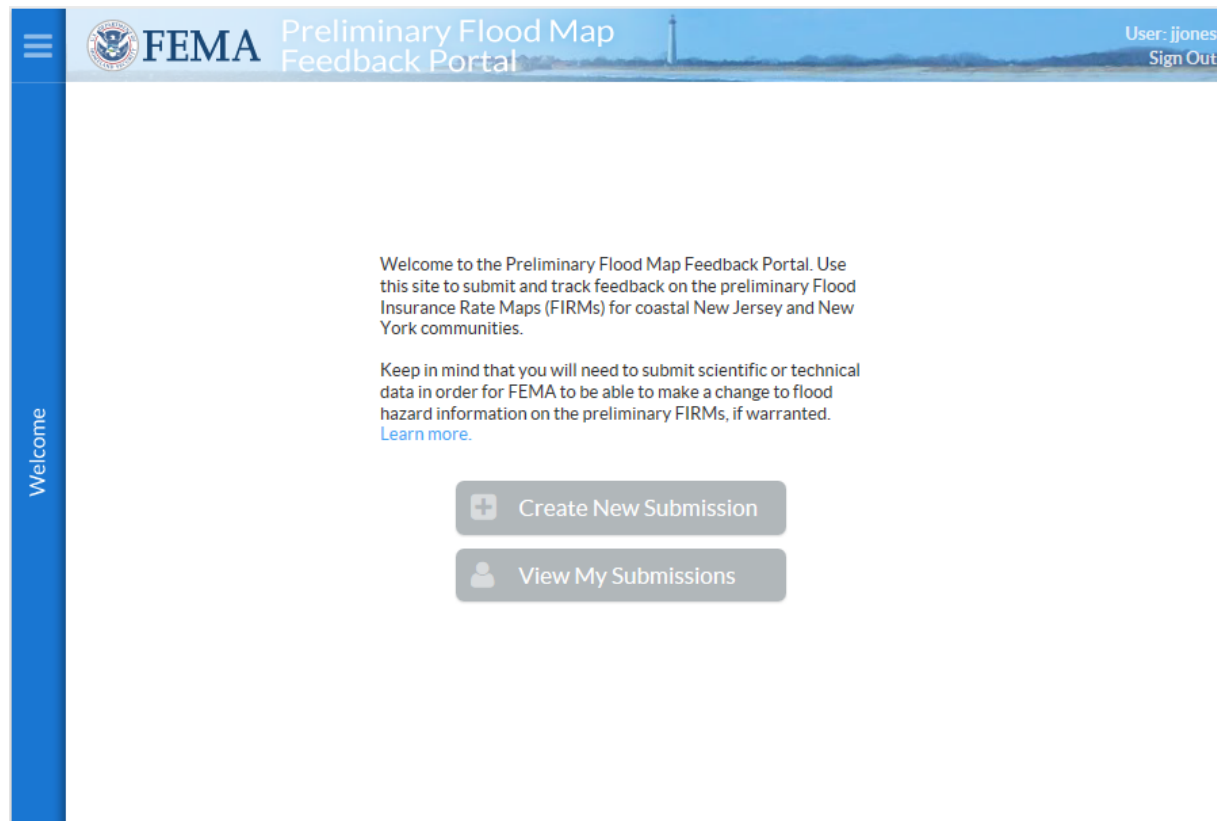 FEMA
Preliminary Flood Map
Feedback Portal
User: jjones
Sign Out
Welcome to the Preliminary Flood Map Feedback Portal. Use
this site to submit and track feedback on the preliminary Flood
Insurance Rate Maps (FIRMs) for coastal New Jersey and New
York communities.
Keep in mind that you will need to submit scientific or technical
data in order for FEMA to be able to make a change to flood
hazard information on the preliminary FIRMs, if warranted.
Learn more.
Welcome
Create New Submission
View My Submissions